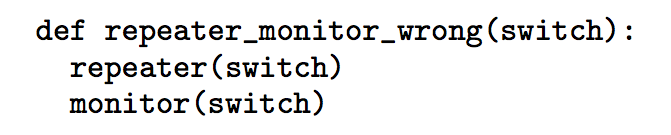 def repeater_monitor_wrong(switch):
  repeater(switch)
  monitor(switch)